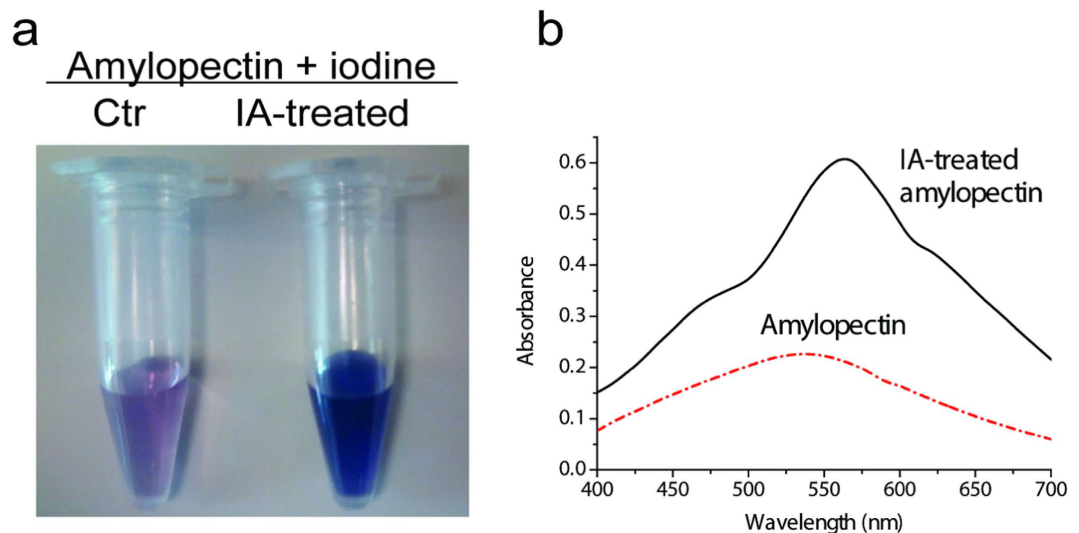 a
Amylopectin + iodine
Ctr IA-treated
b
0.6
0.5
0.4
0.3
0.2
0.1
0.0
Absorbance
IA-treated
amylopectin
Amylopectin
400 450 500 550 600 650 700
Wavelength (nm)